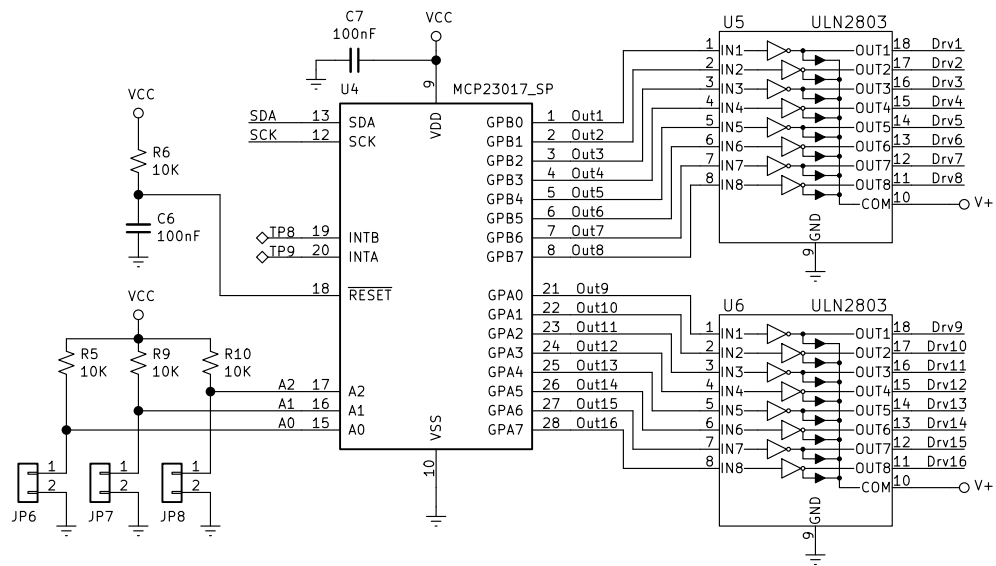 C7
100nF
VCC
9
U4
MCP23017_SP
VDD
SDA 13 SDA
SCK 12 SCK
VCC
R6
10K
C6
100nF
TP8 19 INTB
TP9 20 INTA
18 RESET
VCC
R5
10K
R9
10K
R10
10K
A2 17 A2
A1 16 A1
A0 15 A0
VSS
10
1
2
JP6
1
2
JP7
1
2
JP8
GPB0 1 Out1
GPB1 2 Out2
GPB2 3 Out3
GPB3 4 Out4
GPB4 5 Out5
GPB5 6 Out6
GPB6 7 Out7
GPB7 8 Out8
GPA0 21 Out9
GPA1 22 Out10
GPA2 23 Out11
GPA3 24 Out12
GPA4 25 Out13
GPA5 26 Out14
GPA6 27 Out15
GPA7 28 Out16
U5 ULN2803
1 IN1 OUT1 18 Drv1
2 IN2 OUT2 17 Drv2
3 IN3 OUT3 16 Drv3
4 IN4 OUT4 15 Drv4
5 IN5 OUT5 14 Drv5
6 IN6 OUT6 13 Drv6
7 IN7 OUT7 12 Drv7
8 IN8 OUT8 11 Drv8
COM 10 V+
GND
9
U6 ULN2803
1 IN1 OUT1 18 Drv9
2 IN2 OUT2 17 Drv10
3 IN3 OUT3 16 Drv11
4 IN4 OUT4 15 Drv12
5 IN5 OUT5 14 Drv13
6 IN6 OUT6 13 Drv14
7 IN7 OUT7 12 Drv15
8 IN8 OUT8 11 Drv16
COM 10 V+
GND
9